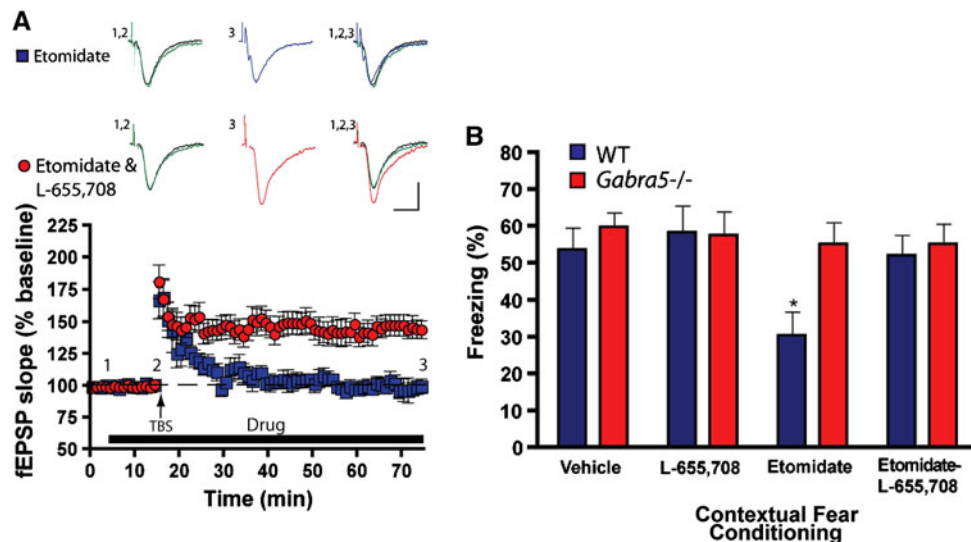 A
1,2
3
1,2,3
Etomidate
1,2
3
1,2,3
Etomidate &
L-655,708
225
200
175
150
125
100
75
50
fEPSP slope (% baseline)
1
2
3
TBS
Drug
0
10
20
30
40
50
60
70
Time (min)
B
WT
Gabra5-/-
80
70
60
50
40
30
20
10
0
Freezing (%)
*
Vehicle
L-655,708
Etomidate
Etomidate-
L-655,708
Contextual Fear
Conditioning